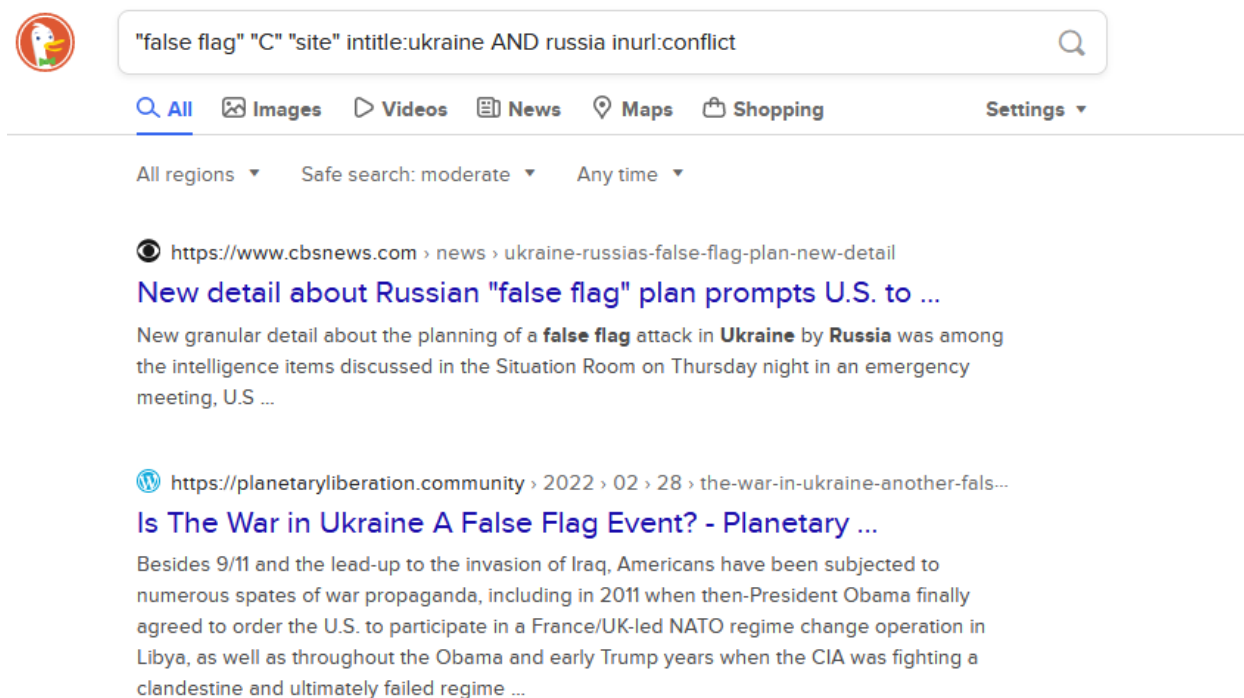 "false flag" "C" "site" intitle:ukraine AND russia inurl:conflict
All Images Videos News Maps Shopping Settings
All regions Safe search: moderate Any time
https://www.cbsnews.com › news › ukraine-russias-false-flag-plan-new-detail
New detail about Russian "false flag" plan prompts U.S. to ...
New granular detail about the planning of a false flag attack in Ukraine by Russia was among
the intelligence items discussed in the Situation Room on Thursday night in an emergency
meeting, U.S ...
https://planetaryliberation.community › 2022 › 02 › 28 › the-war-in-ukraine-another-fals...
Is The War in Ukraine A False Flag Event? - Planetary ...
Besides 9/11 and the lead-up to the invasion of Iraq, Americans have been subjected to
numerous spates of war propaganda, including in 2011 when then-President Obama finally
agreed to order the U.S. to participate in a France/UK-led NATO regime change operation in
Libya, as well as throughout the Obama and early Trump years when the CIA was fighting a
clandestine and ultimately failed regime ...